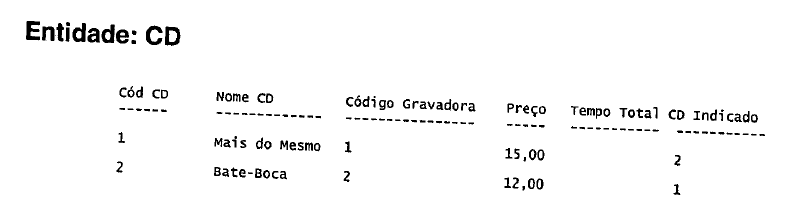 Entidade: CD
Cód CD Nome CD Código Gravadora Preço Tempo Total CD Indicado
------ ------------- ---------------- ----- ----------- -----------
1 Mais do Mesmo 1 15,00 2
2 Bate-Boca 2 12,00 1